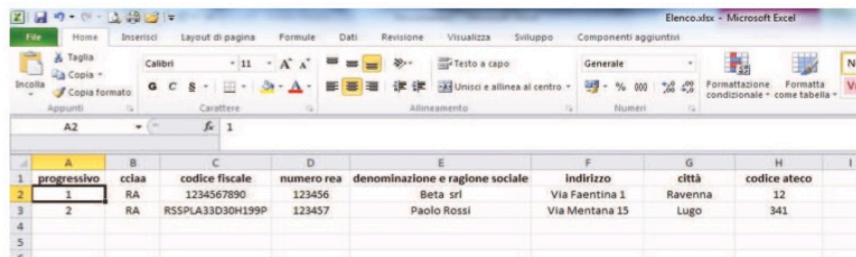 Elenco.xlsx - Microsoft Excel
File Home Inserisci Layout di pagina Formule Dati Revisione Visualizza Sviluppo Componenti aggiuntivi
Taglia Calibri 11 A A Testo a capo Generale
Incolla Copia G C S A Unisci e allinea al centro % 000 Formattazione condizionale Formatta come tabella
Copia formato
Appunti Carattere Allineamento Numeri
A2 fx 1
A B C D E F G H I
1 progressivo cciaa codice fiscale numero rea denominazione e ragione sociale indirizzo città codice ateco
2 1 RA 1234567890 123456 Beta srl Via Faentina 1 Ravenna 12
3 2 RA RSSPLA33D30H199P 123457 Paolo Rossi Via Mentana 15 Lugo 341
4
5